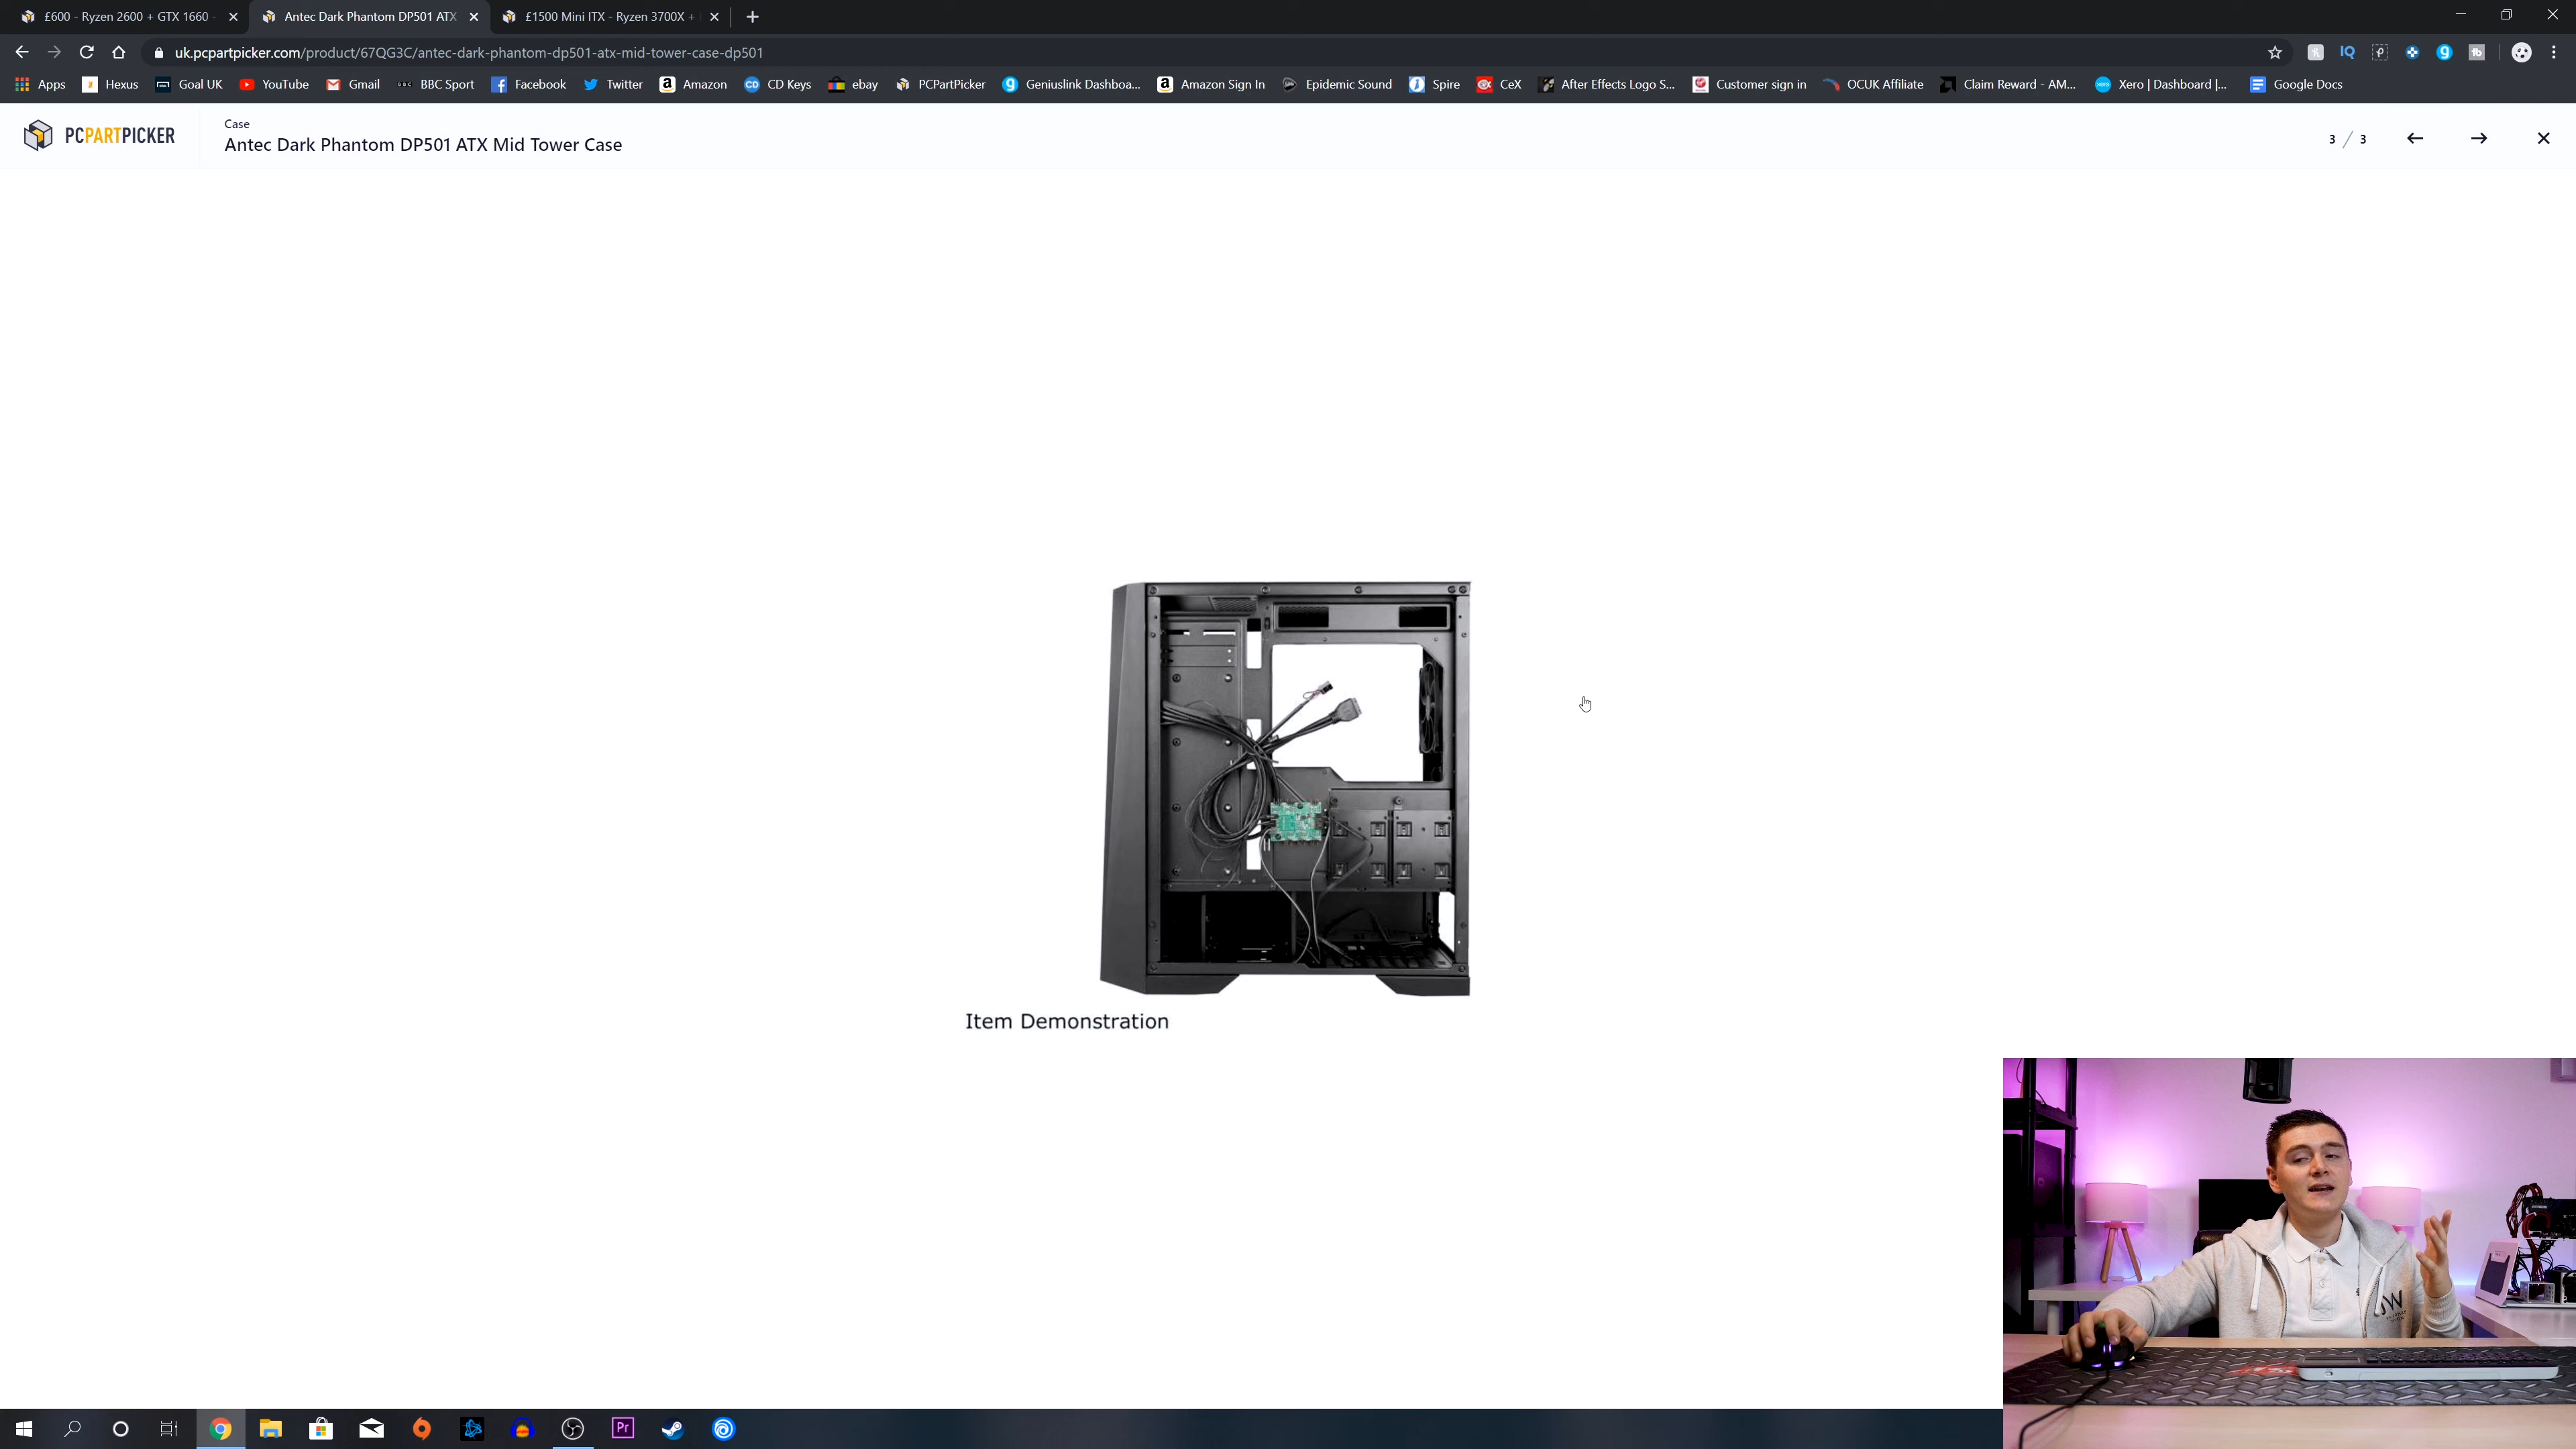 £600 - Ryzen 2600 + GTX 1660 -
Antec Dark Phantom DP501 ATX
£1500 Mini ITX - Ryzen 3700X +
uk.pcpartpicker.com/product/67QG3C/antec-dark-phantom-dp501-atx-mid-tower-case-dp501
Apps Hexus Goal UK YouTube Gmail BBC Sport Facebook Twitter Amazon CD Keys ebay PCPartPicker Geniuslink Dashboa... Amazon Sign In Epidemic Sound Spire CeX After Effects Logo S... Customer sign in OCUK Affiliate Claim Reward - AM... Xero | Dashboard |... Google Docs
PCPARTPICKER
Case
Antec Dark Phantom DP501 ATX Mid Tower Case
3 / 3
Item Demonstration
Pr